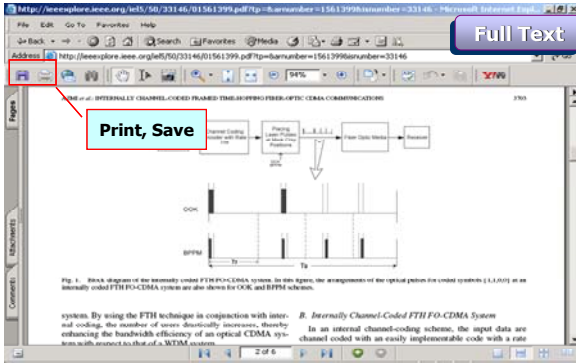 http://ieeexplore.ieee.org/iel5/50/33146/01561399.pdf?tp=&arnumber=1561399&isnumber=33146 - Microsoft Internet Expl...
File Edit Go To Favorites Help
Back Search Favorites Media
Full Text
Address http://ieeexplore.ieee.org/iel5/50/33146/01561399.pdf?tp=&arnumber=1561399&isnumber=33146 Go
94%
Pages
: INTERNALLY CHANNEL-CODED FRAMED TIME-HOPPING FIBER-OPTIC CDMA COMMUNICATIONS 3703
Print, Save
Channel Coding
with Rate
Placing
Laser Pulses
Positions
Fiber Optic Media
Receiver
OOK
BPPM
Attachments
Comments
Fig. 1. Block diagram of the internally coded FTH FO-CDMA system. In this figure, the arrangements of the optical pulses for coded symbols [1,1,0,0] at an
internally coded FTH FO-CDMA system are also shown for OOK and BPPM schemes.
system. By using the FTH technique in conjunction with inter-
nal coding, the number of users drastically increases, thereby
enhancing the bandwidth efficiency of an optical CDMA sys-
tem with respect to that of a WDM system.
B. Internally Channel-Coded FTH FO-CDMA System
In an internal channel-coding scheme, the input data are
channel coded with an easily implementable code with a rate
2 of 6